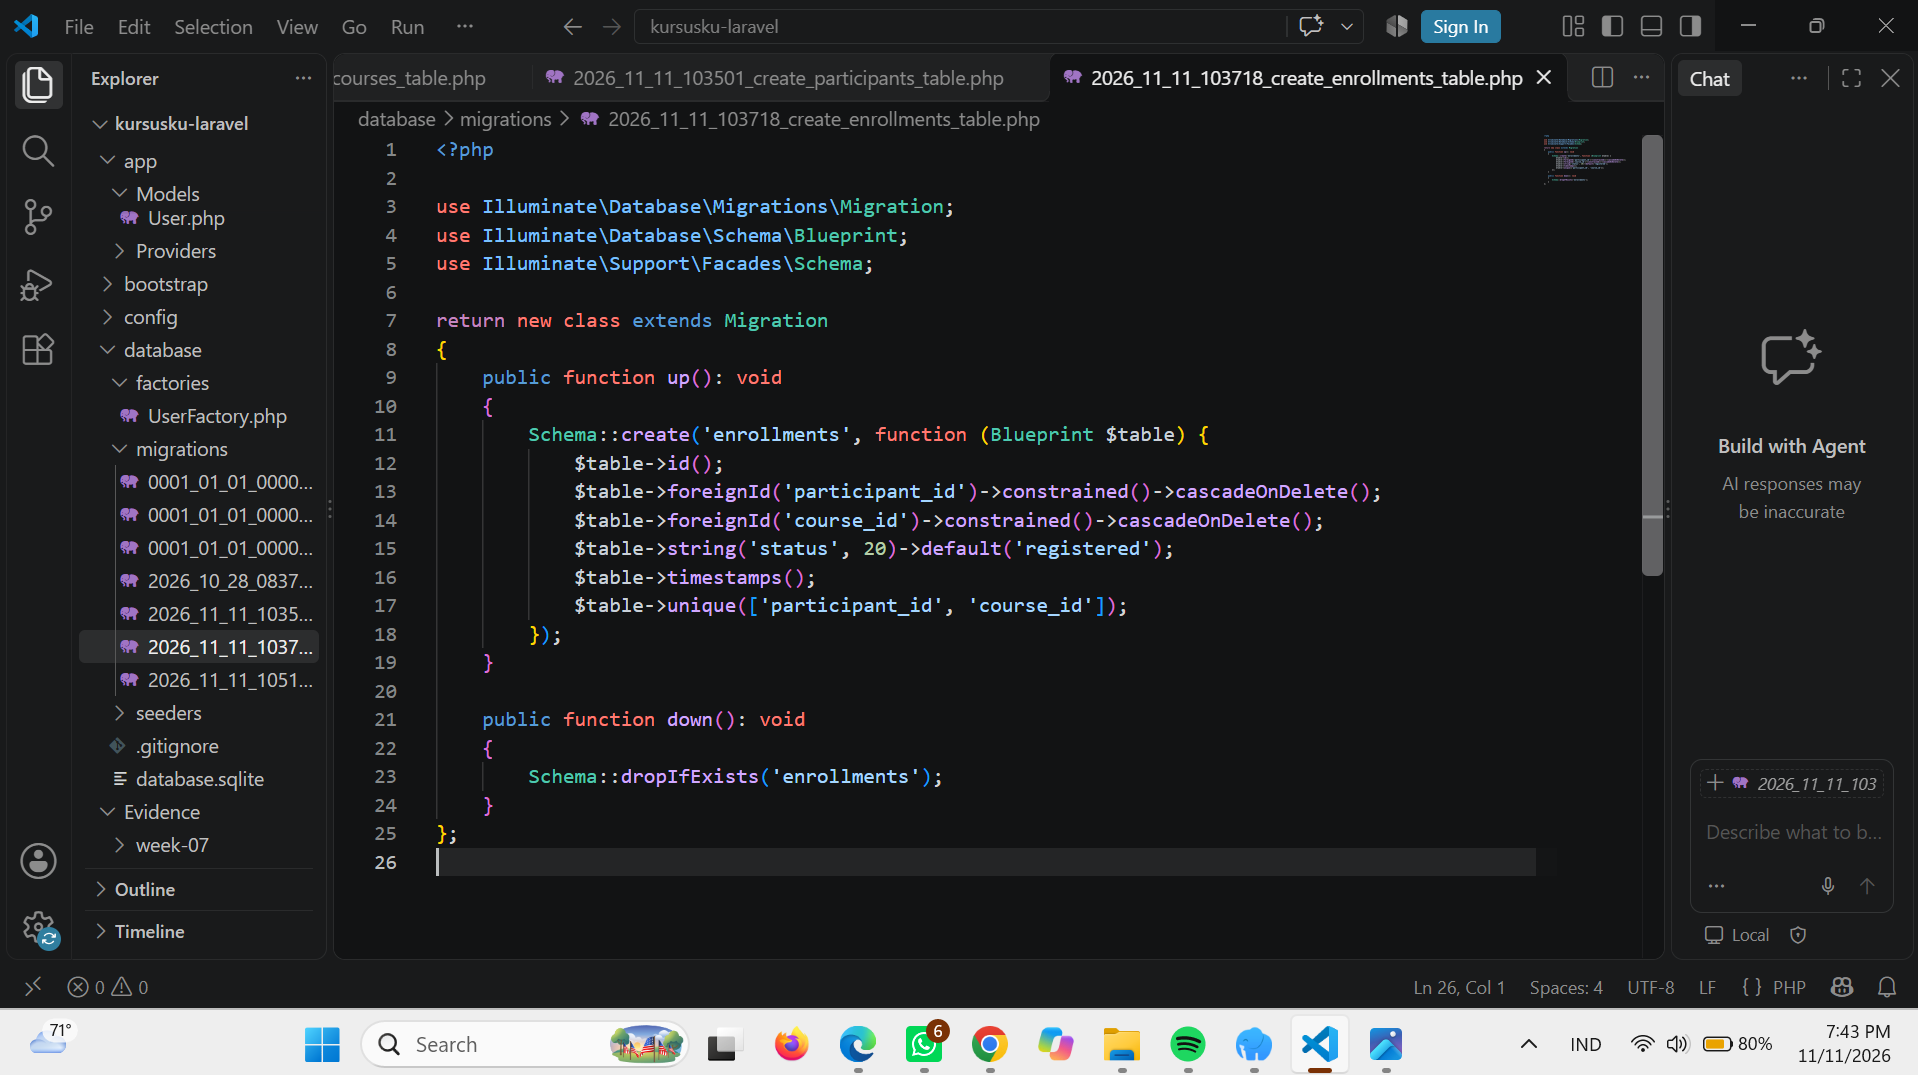 File Edit Selection View Go Run ···
kursusku-laravel
Sign In
Explorer
kursusku-laravel
app
Models
User.php
Providers
bootstrap
config
database
factories
UserFactory.php
migrations
0001_01_01_0000...
0001_01_01_0000...
0001_01_01_0000...
2026_10_28_0837...
2026_11_11_1035...
2026_11_11_1037...
2026_11_11_1051...
seeders
.gitignore
database.sqlite
Evidence
week-07
Outline
Timeline
courses_table.php
2026_11_11_103501_create_participants_table.php
2026_11_11_103718_create_enrollments_table.php
database > migrations > 2026_11_11_103718_create_enrollments_table.php
1 <?php
2
3 use Illuminate\Database\Migrations\Migration;
4 use Illuminate\Database\Schema\Blueprint;
5 use Illuminate\Support\Facades\Schema;
6
7 return new class extends Migration
8 {
9     public function up(): void
10     {
11         Schema::create('enrollments', function (Blueprint $table) {
12             $table->id();
13             $table->foreignId('participant_id')->constrained()->cascadeOnDelete();
14             $table->foreignId('course_id')->constrained()->cascadeOnDelete();
15             $table->string('status', 20)->default('registered');
16             $table->timestamps();
17             $table->unique(['participant_id', 'course_id']);
18         });
19     }
20
21     public function down(): void
22     {
23         Schema::dropIfExists('enrollments');
24     }
25 };
26
Chat
Build with Agent
AI responses may
be inaccurate
2026_11_11_103
Describe what to b...
Local
0 0
Ln 26, Col 1 Spaces: 4 UTF-8 LF { } PHP
71°
Search
6
IND
80%
7:43 PM
11/11/2026